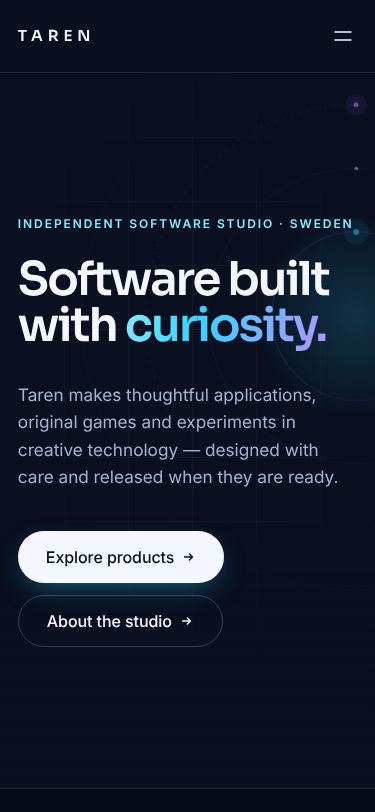 TAREN
INDEPENDENT SOFTWARE STUDIO · SWEDEN
Software built
with curiosity.
Taren makes thoughtful applications,
original games and experiments in
creative technology — designed with
care and released when they are ready.
Explore products →
About the studio →